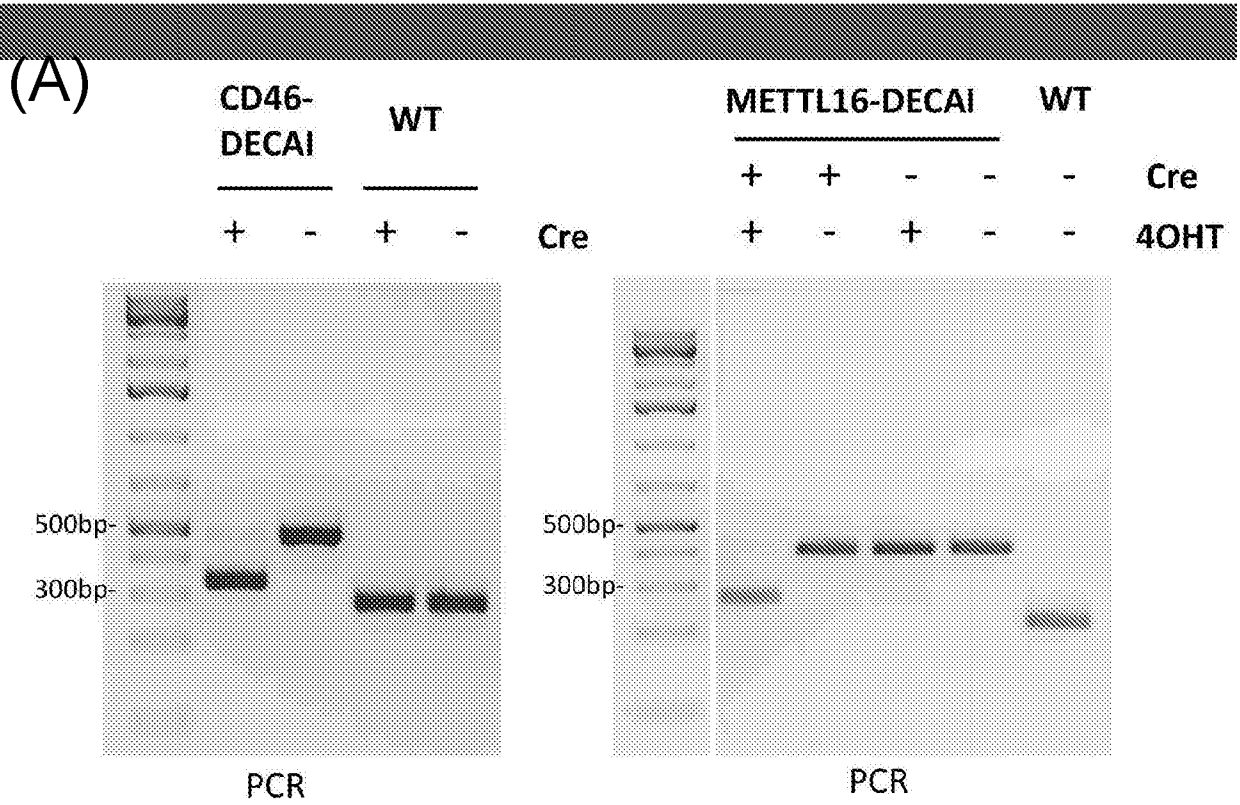 (A)
CD46-
DECAI
WT
+ - + - Cre
500bp-
300bp-
PCR
METTL16-DECAI WT
+ + - - - Cre
+ - + - - 4OHT
500bp-
300bp-
PCR